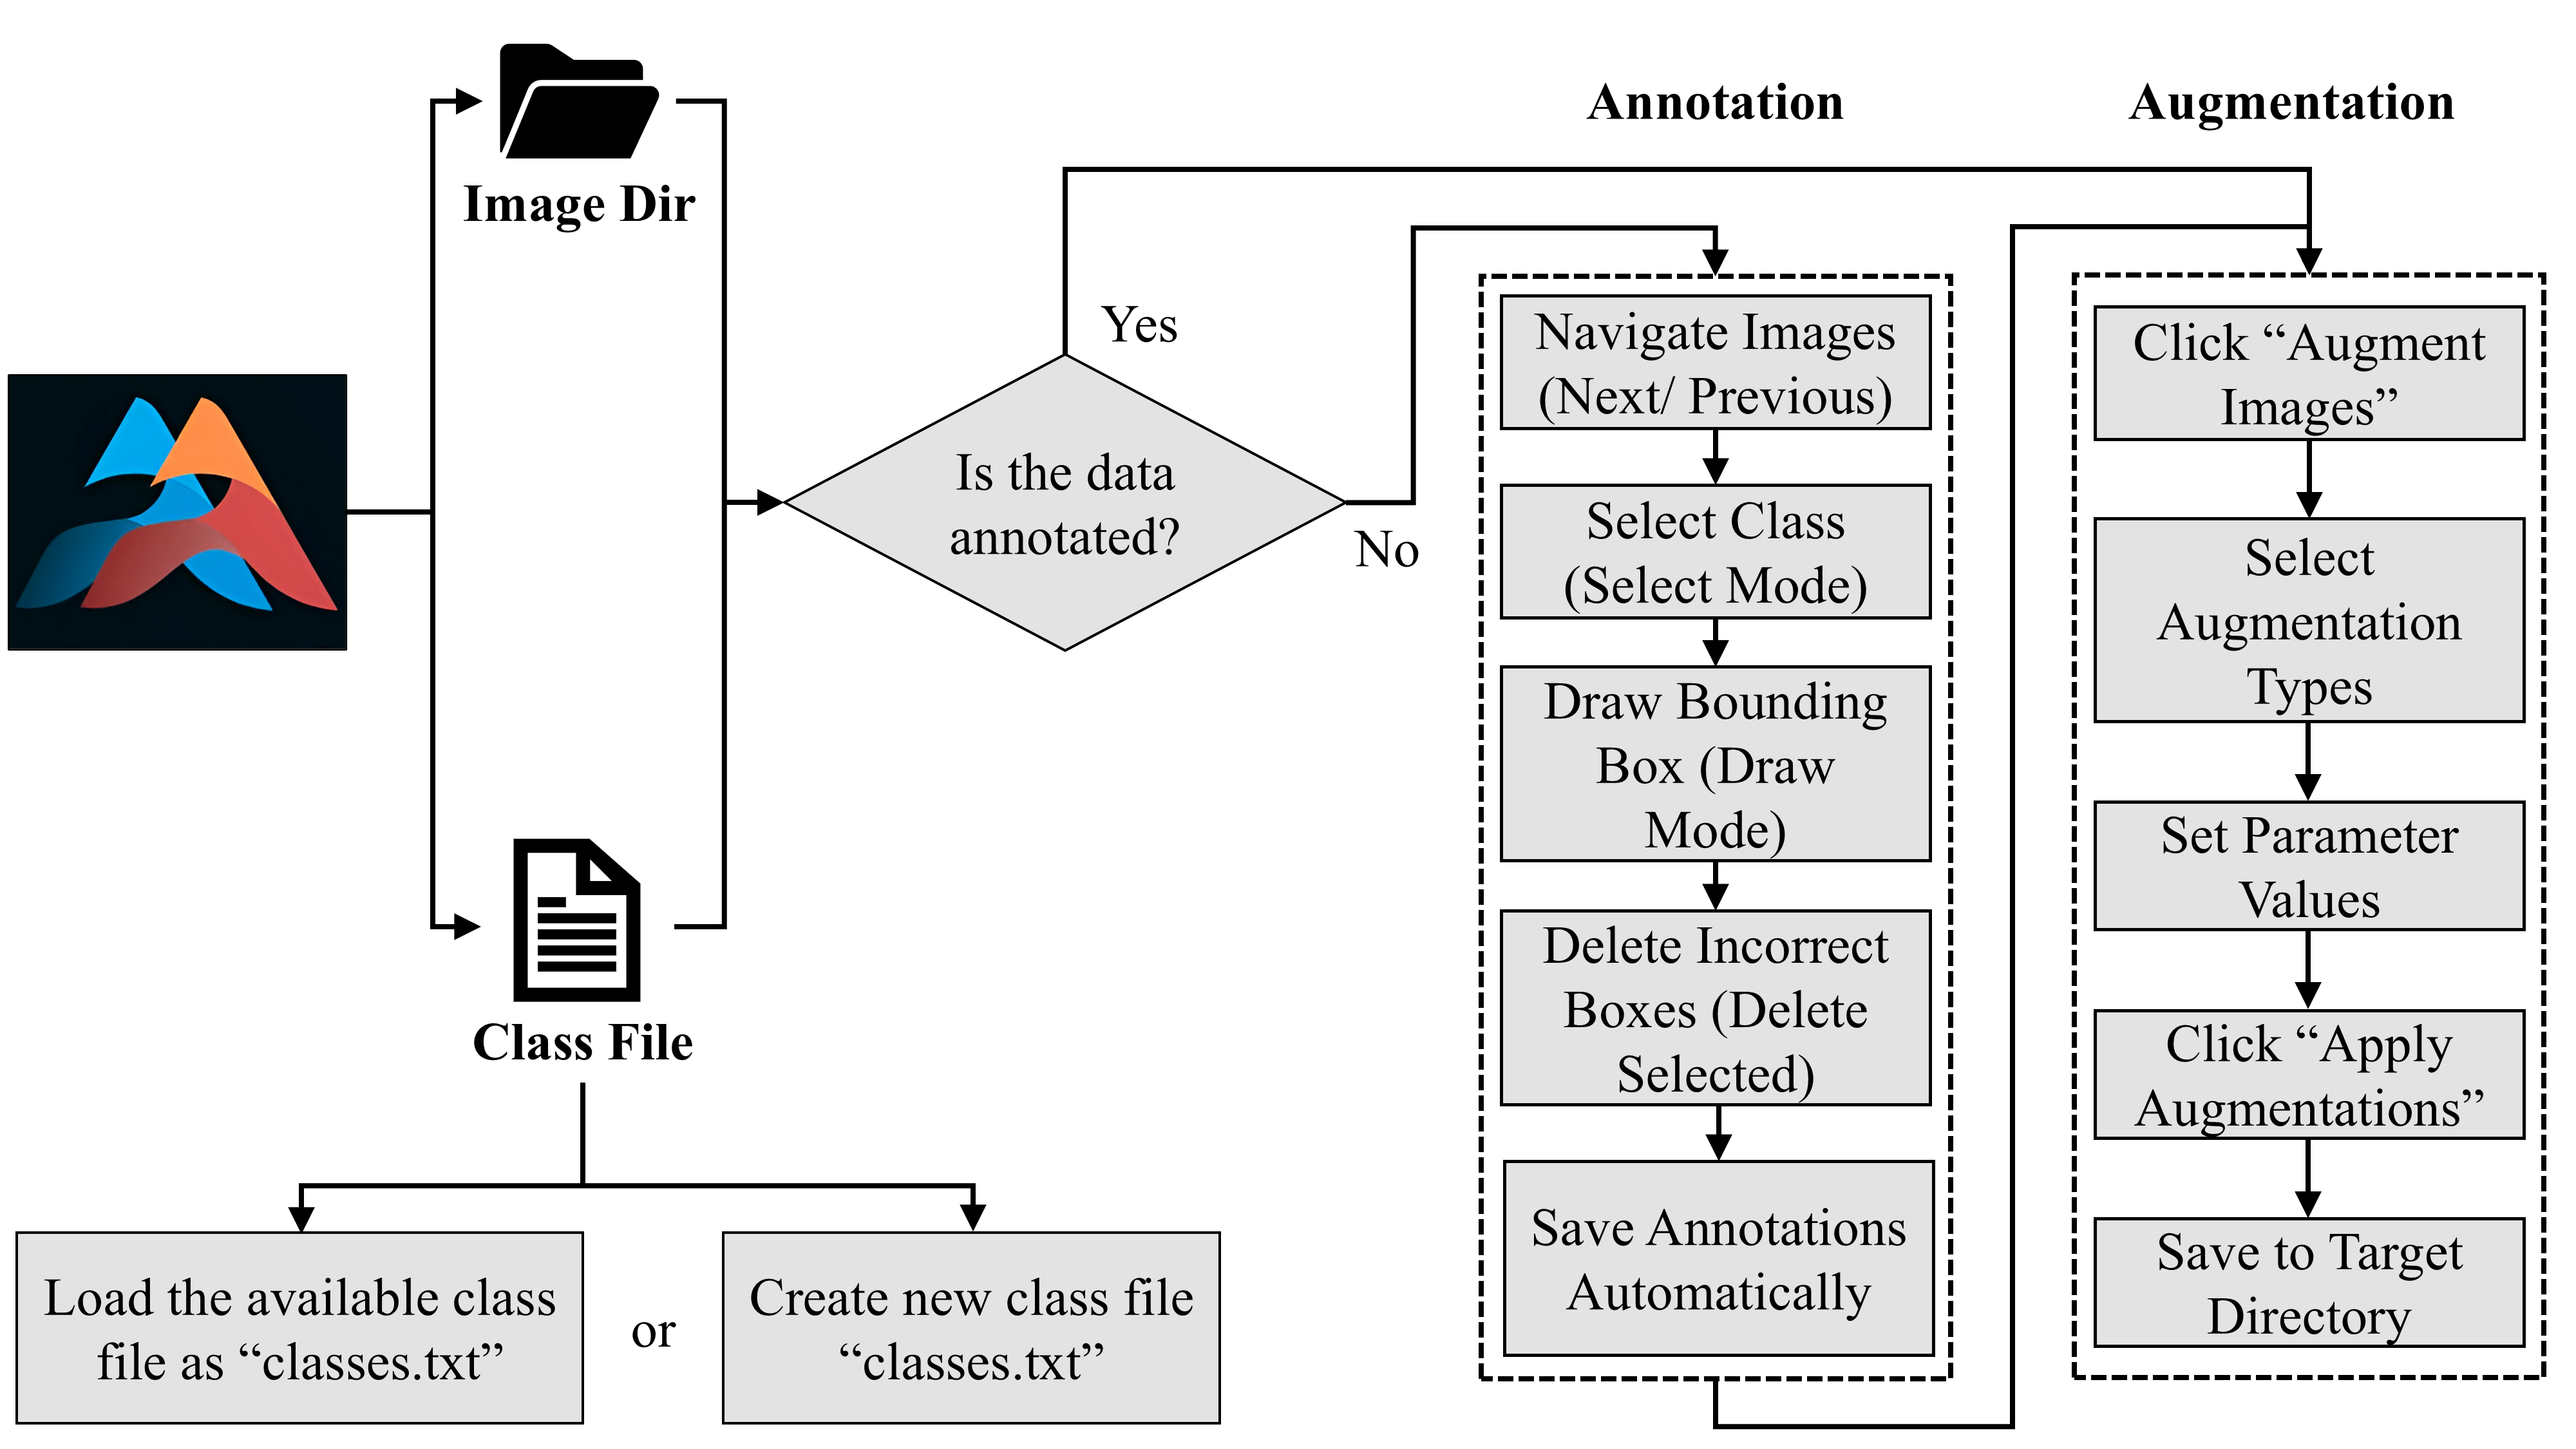 Image Dir
Class File
Load the available class
file as “classes.txt”
or
Create new class file
“classes.txt”
Is the data
annotated?
Yes
No
Annotation
Navigate Images
(Next/ Previous)
Select Class
(Select Mode)
Draw Bounding
Box (Draw
Mode)
Delete Incorrect
Boxes (Delete
Selected)
Save Annotations
Automatically
Augmentation
Click “Augment
Images”
Select
Augmentation
Types
Set Parameter
Values
Click “Apply
Augmentations”
Save to Target
Directory